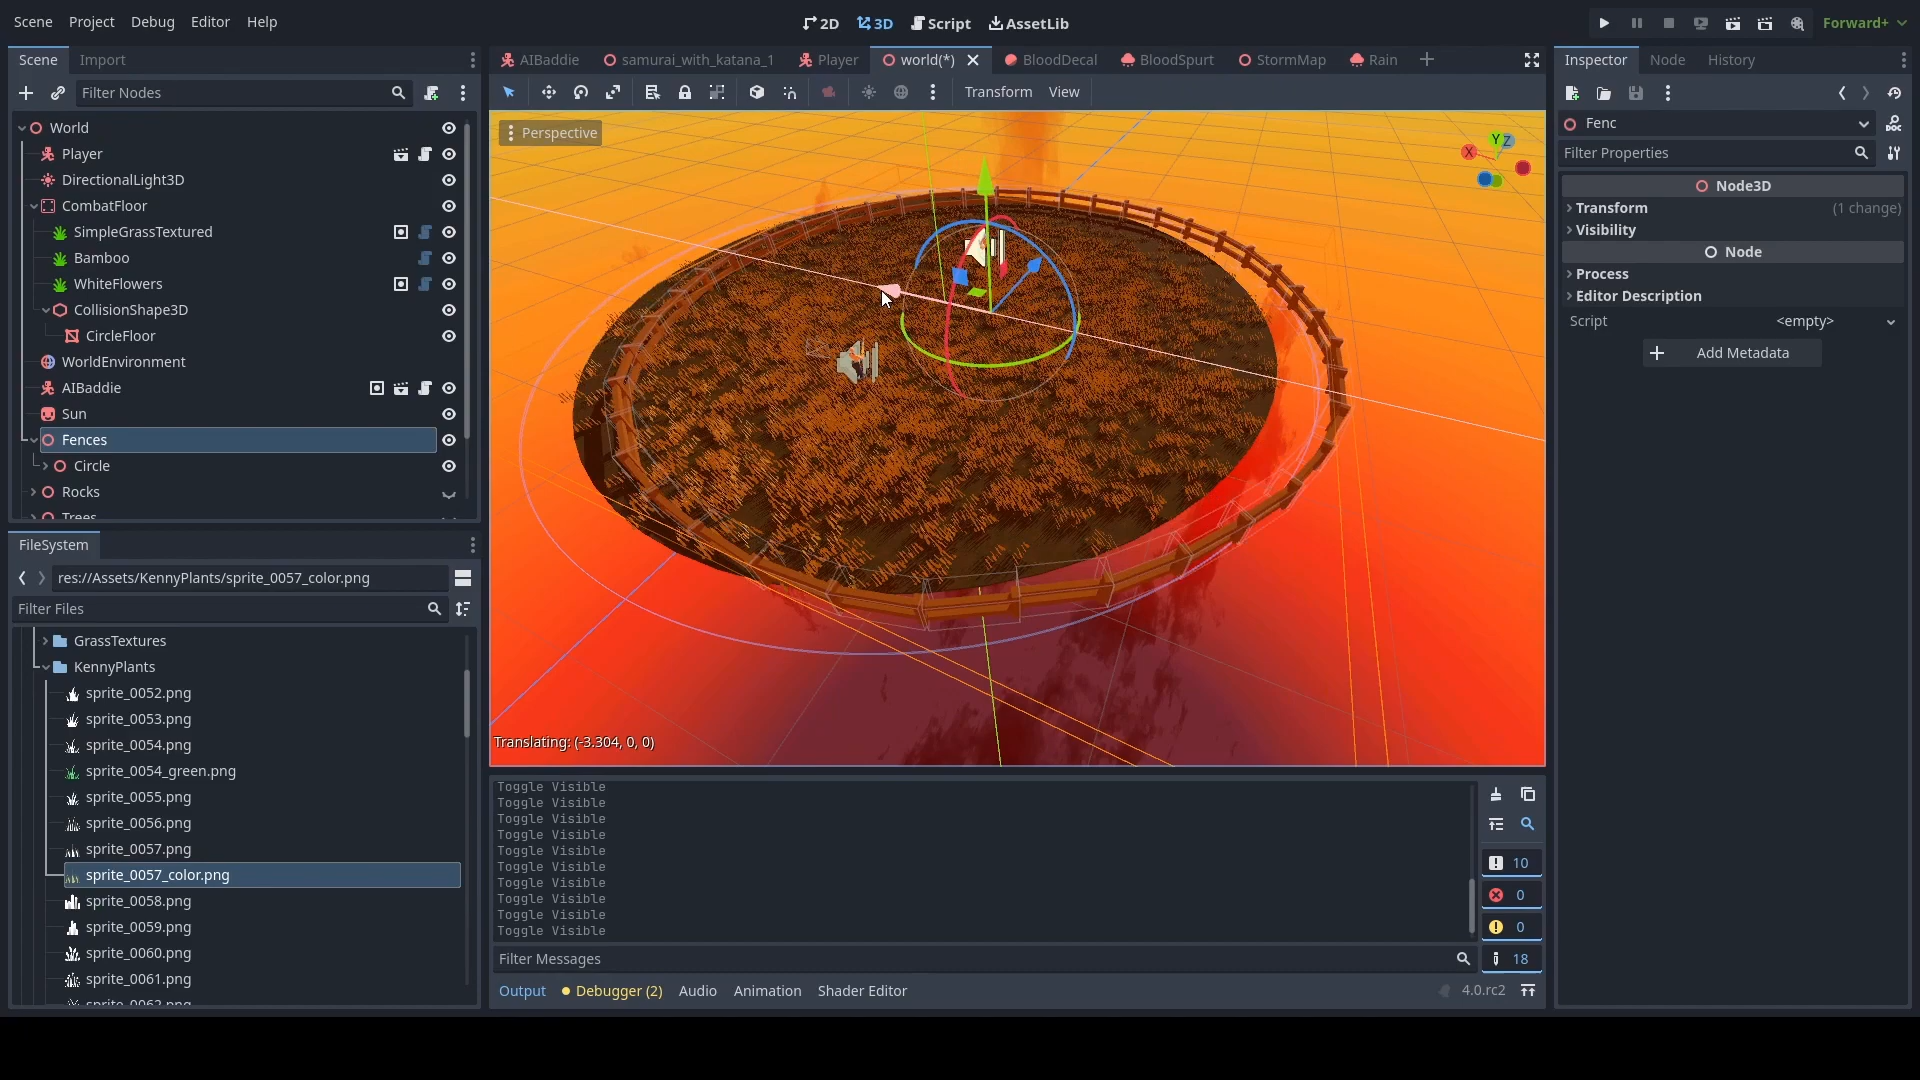 Scene Project Debug Editor Help
2D 3D Script AssetLib
Forward+
Scene Import
AIBaddie samurai_with_katana_1 Player world(*) BloodDecal BloodSpurt StormMap Rain
Inspector Node History
Filter Nodes
Transform View
World
Player
DirectionalLight3D
CombatFloor
SimpleGrassTextured
Bamboo
WhiteFlowers
CollisionShape3D
CircleFloor
WorldEnvironment
AIBaddie
Sun
Fences
Circle
Rocks
Trees
Perspective
X Y Z
Translating: (-3.304, 0, 0)
Fenc
Filter Properties
Node3D
Transform (1 change)
Visibility
Node
Process
Editor Description
Script <empty>
Add Metadata
FileSystem
res://Assets/KennyPlants/sprite_0057_color.png
Filter Files
GrassTextures
KennyPlants
sprite_0052.png
sprite_0053.png
sprite_0054.png
sprite_0054_green.png
sprite_0055.png
sprite_0056.png
sprite_0057.png
sprite_0057_color.png
sprite_0058.png
sprite_0059.png
sprite_0060.png
sprite_0061.png
sprite_0062.png
Toggle Visible
Toggle Visible
Toggle Visible
Toggle Visible
Toggle Visible
Toggle Visible
Toggle Visible
Toggle Visible
Toggle Visible
Toggle Visible
10
0
0
18
Filter Messages
Output Debugger (2) Audio Animation Shader Editor
4.0.rc2